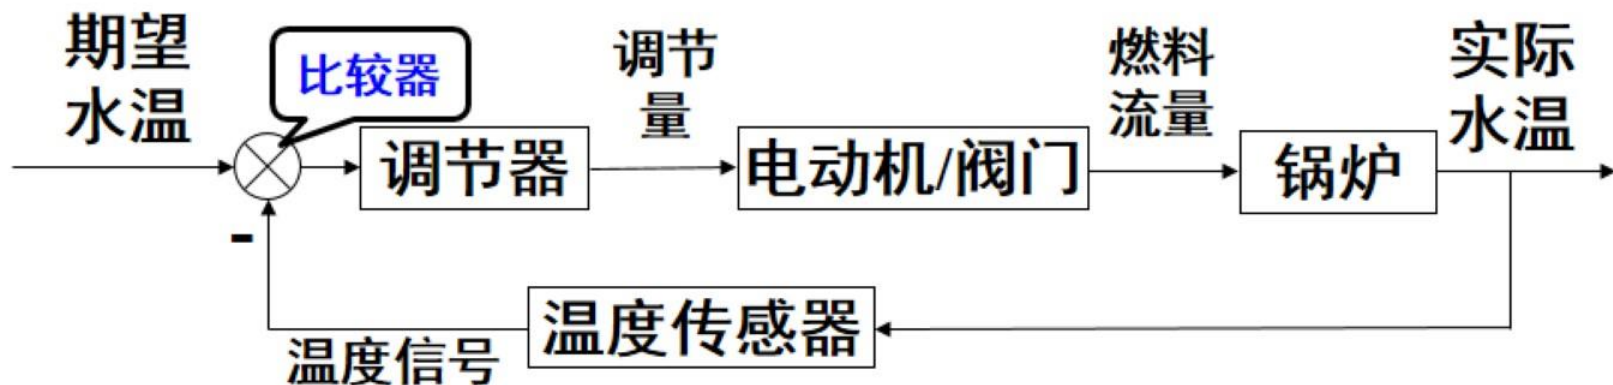 期望
水温
比较器
调节器
调节
量
电动机/阀门
燃料
流量
锅炉
实际
水温
-
温度传感器
温度信号